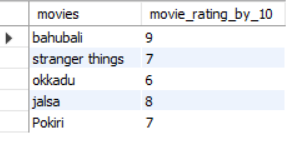 movies movie_rating_by_10
bahubali 9
stranger things 7
okkadu 6
jalsa 8
Pokiri 7